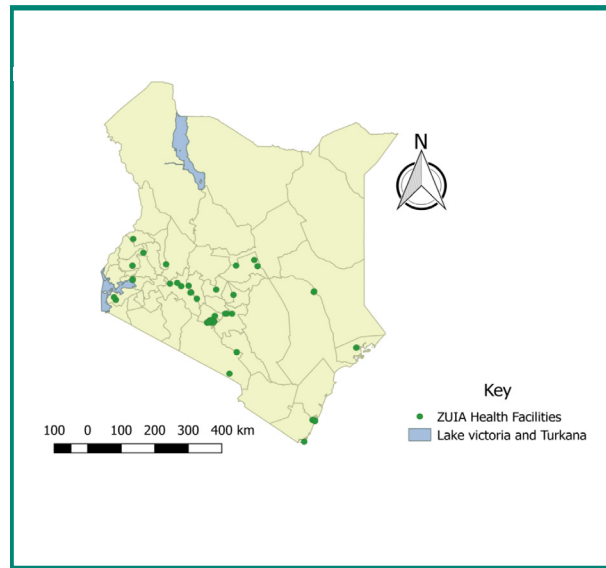 N
Key
ZUIA Health Facilities
Lake victoria and Turkana
100 0 100 200 300 400 km